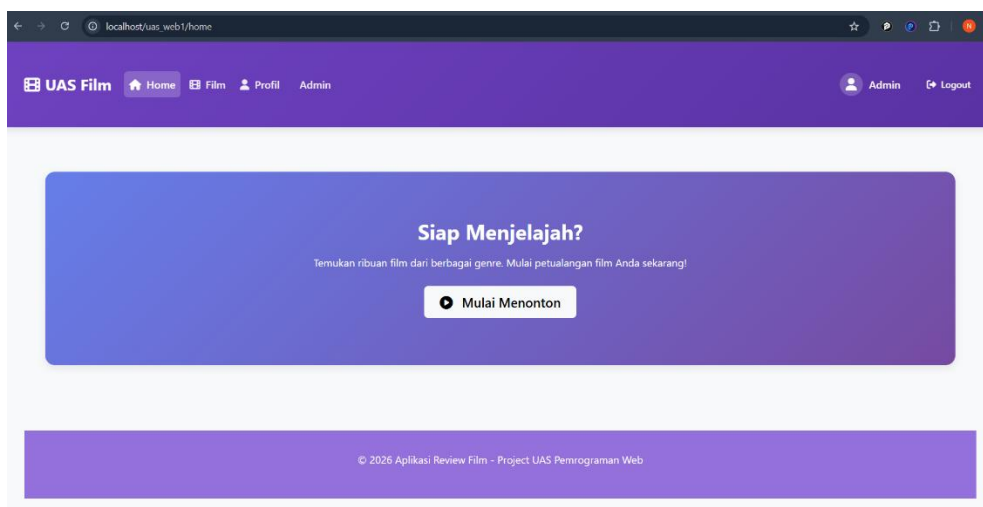 localhost/uas_web1/home
N
UAS Film Home Film Profil Admin Admin Logout
Siap Menjelajah?
Temukan ribuan film dari berbagai genre. Mulai petualangan film Anda sekarang!
Mulai Menonton
© 2026 Aplikasi Review Film - Project UAS Pemrograman Web